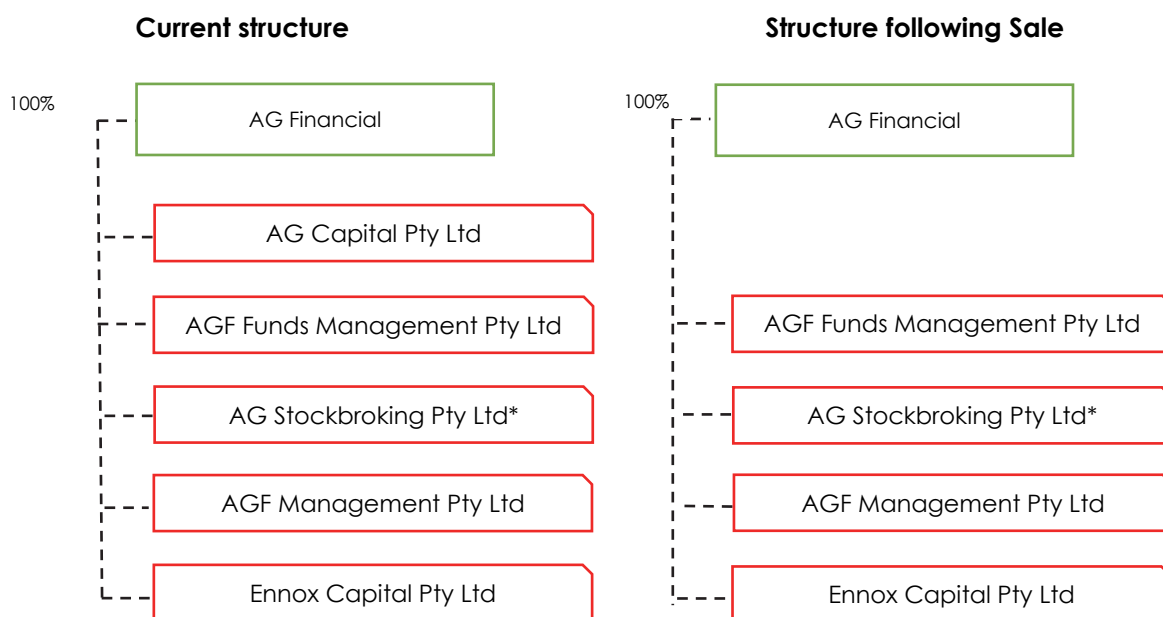 Current structure
100%
AG Financial
AG Capital Pty Ltd
AGF Funds Management Pty Ltd
AG Stockbroking Pty Ltd*
AGF Management Pty Ltd
Ennox Capital Pty Ltd
Structure following Sale
100%
AG Financial
AGF Funds Management Pty Ltd
AG Stockbroking Pty Ltd*
AGF Management Pty Ltd
Ennox Capital Pty Ltd